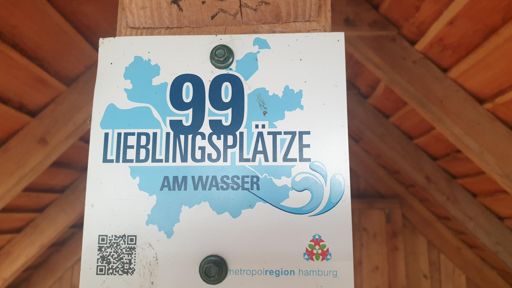 99
LIEBLINGSPLÄTZE
AM WASSER
metropolregion hamburg